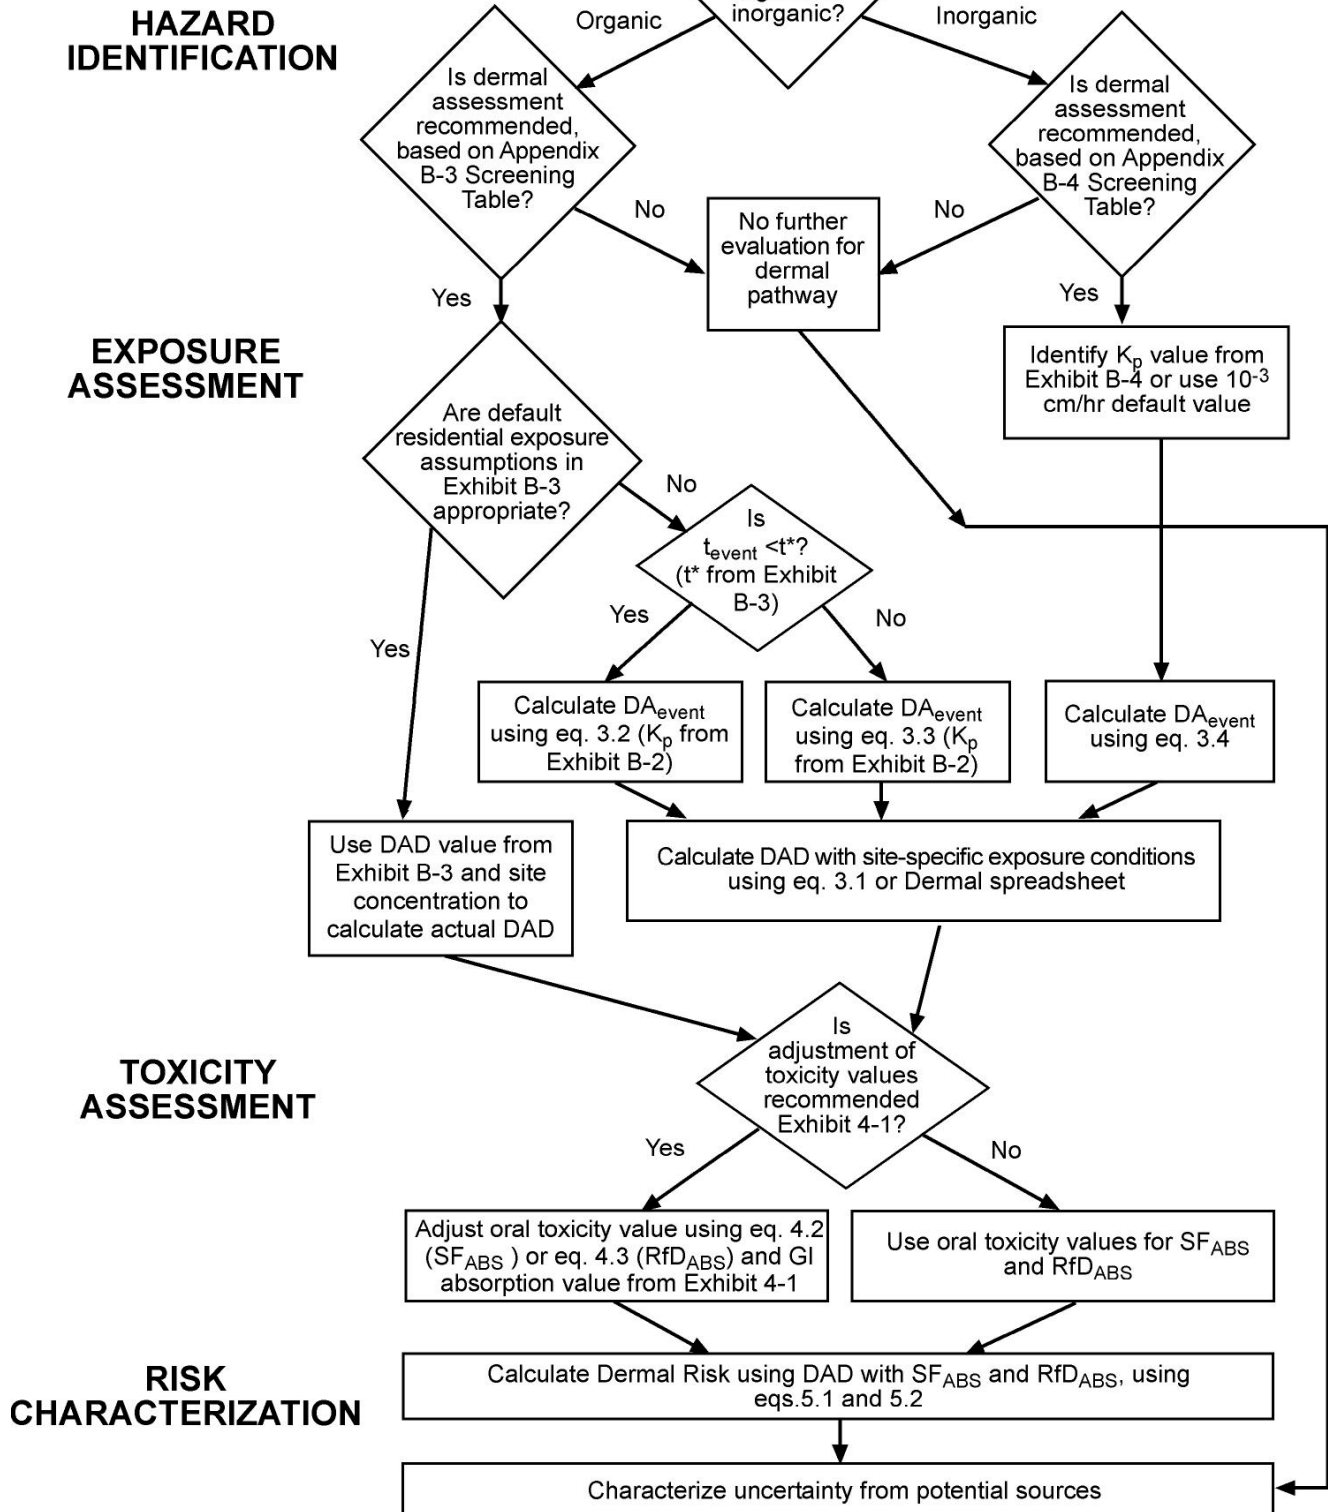 HAZARD
IDENTIFICATION
Organic
inorganic?
Inorganic
Is dermal
assessment
recommended,
based on Appendix
B-3 Screening
Table?
Is dermal
assessment
recommended,
based on Appendix
B-4 Screening
Table?
No
No
No further
evaluation for
dermal
pathway
Yes
Yes
EXPOSURE
ASSESSMENT
Identify Kp value from
Exhibit B-4 or use 10-3
cm/hr default value
Are default
residential exposure
assumptions in
Exhibit B-3
appropriate?
No
Is
tevent <t*?
(t* from Exhibit
B-3)
Yes
No
Yes
Calculate DAevent
using eq. 3.2 (Kp from
Exhibit B-2)
Calculate DAevent
using eq. 3.3 (Kp
from Exhibit B-2)
Calculate DAevent
using eq. 3.4
Use DAD value from
Exhibit B-3 and site
concentration to
calculate actual DAD
Calculate DAD with site-specific exposure conditions
using eq. 3.1 or Dermal spreadsheet
TOXICITY
ASSESSMENT
Is
adjustment of
toxicity values
recommended
Exhibit 4-1?
Yes
No
Adjust oral toxicity value using eq. 4.2
(SFABS ) or eq. 4.3 (RfDABS) and GI
absorption value from Exhibit 4-1
Use oral toxicity values for SFABS
and RfDABS
RISK
CHARACTERIZATION
Calculate Dermal Risk using DAD with SFABS and RfDABS, using
eqs.5.1 and 5.2
Characterize uncertainty from potential sources